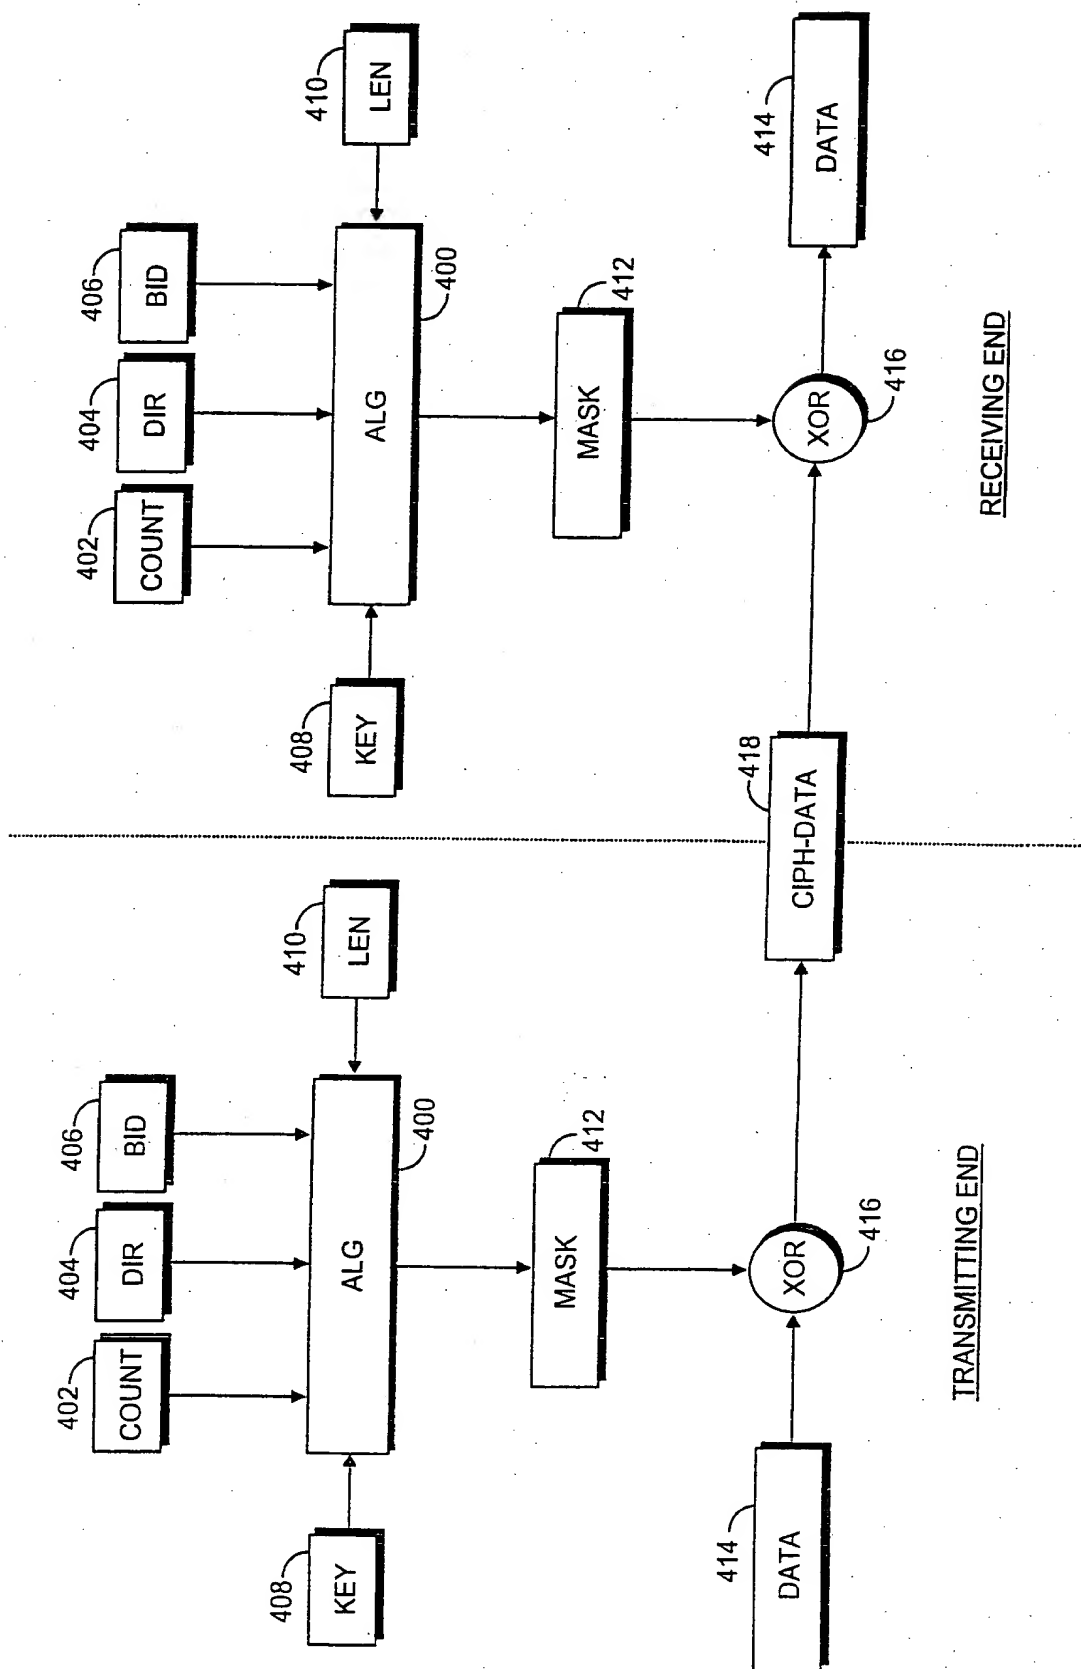 402
404
406
COUNT
DIR
BID
408
410
KEY
ALG
LEN
400
412
MASK
414
DATA
XOR
416
TRANSMITTING END
418
CIPH-DATA
402
404
406
COUNT
DIR
BID
408
410
KEY
ALG
LEN
400
412
MASK
414
XOR
DATA
416
RECEIVING END